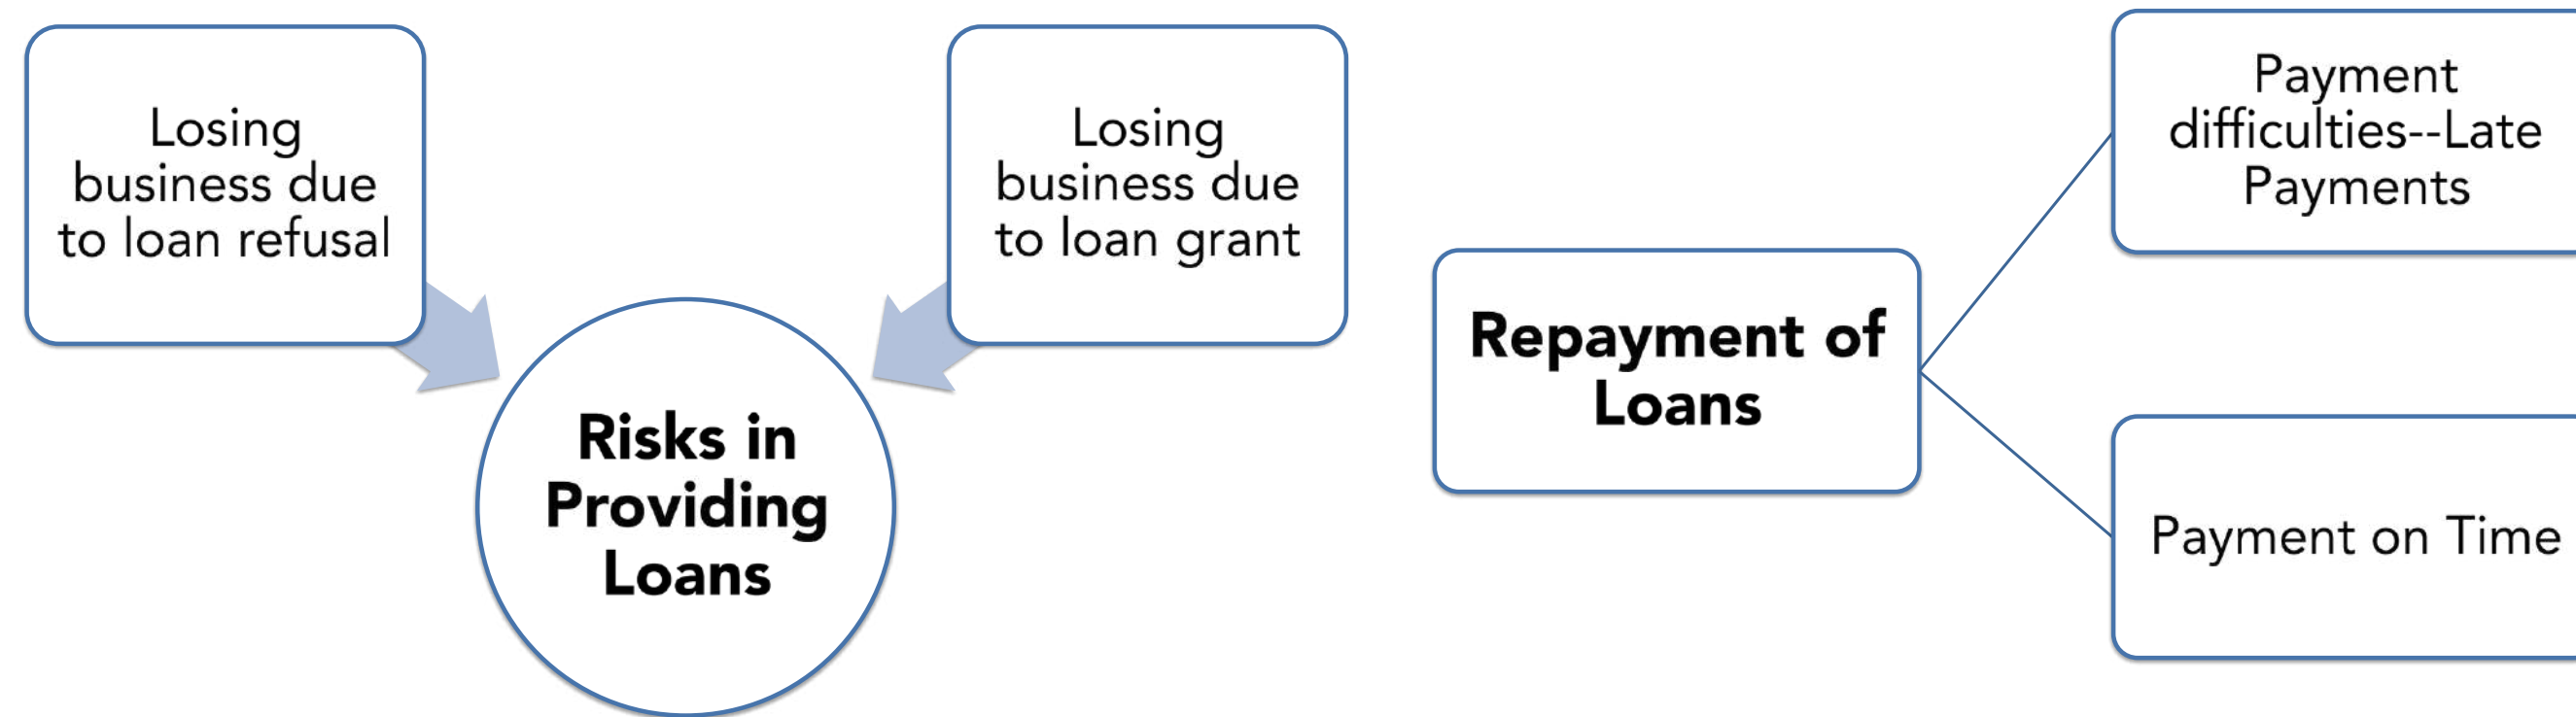 Losing
business due
to loan refusal
Losing
business due
to loan grant
Risks in
Providing
Loans
Repayment of
Loans
Payment
difficulties--Late
Payments
Payment on Time